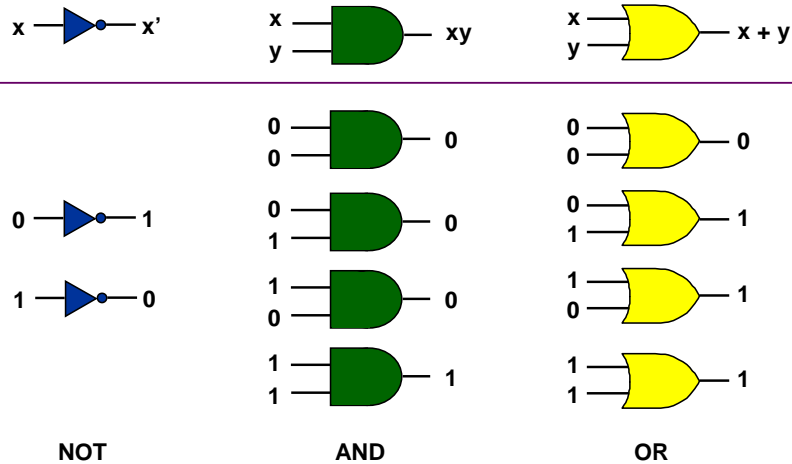 x x’ x y xy x y x + y
0 0 0 0 0 0
0 1 0 1 0 0 1 1
1 0 1 0 0 1 0 1
1 1 1 1 1 1
NOT AND OR